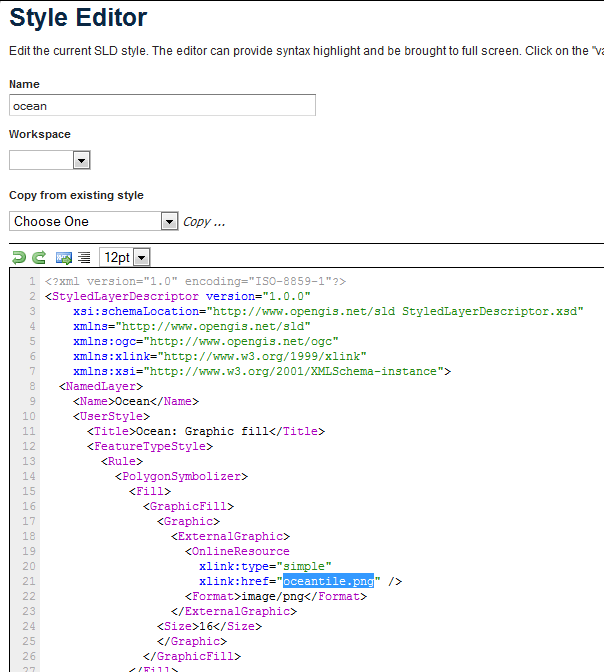 Style Editor
Edit the current SLD style. The editor can provide syntax highlight and be brought to full screen. Click on the "va
Name
ocean
Workspace
Copy from existing style
Choose One Copy ...
12pt
1 <?xml version="1.0" encoding="ISO-8859-1"?>
2 <StyledLayerDescriptor version="1.0.0"
3 xsi:schemaLocation="http://www.opengis.net/sld StyledLayerDescriptor.xsd"
4 xmlns="http://www.opengis.net/sld"
5 xmlns:ogc="http://www.opengis.net/ogc"
6 xmlns:xlink="http://www.w3.org/1999/xlink"
7 xmlns:xsi="http://www.w3.org/2001/XMLSchema-instance">
8 <NamedLayer>
9 <Name>Ocean</Name>
10 <UserStyle>
11 <Title>Ocean: Graphic fill</Title>
12 <FeatureTypeStyle>
13 <Rule>
14 <PolygonSymbolizer>
15 <Fill>
16 <GraphicFill>
17 <Graphic>
18 <ExternalGraphic>
19 <OnlineResource
20 xlink:type="simple"
21 xlink:href="oceantile.png" />
22 <Format>image/png</Format>
23 </ExternalGraphic>
24 <Size>16</Size>
25 </Graphic>
26 </GraphicFill>
27 </Fill>